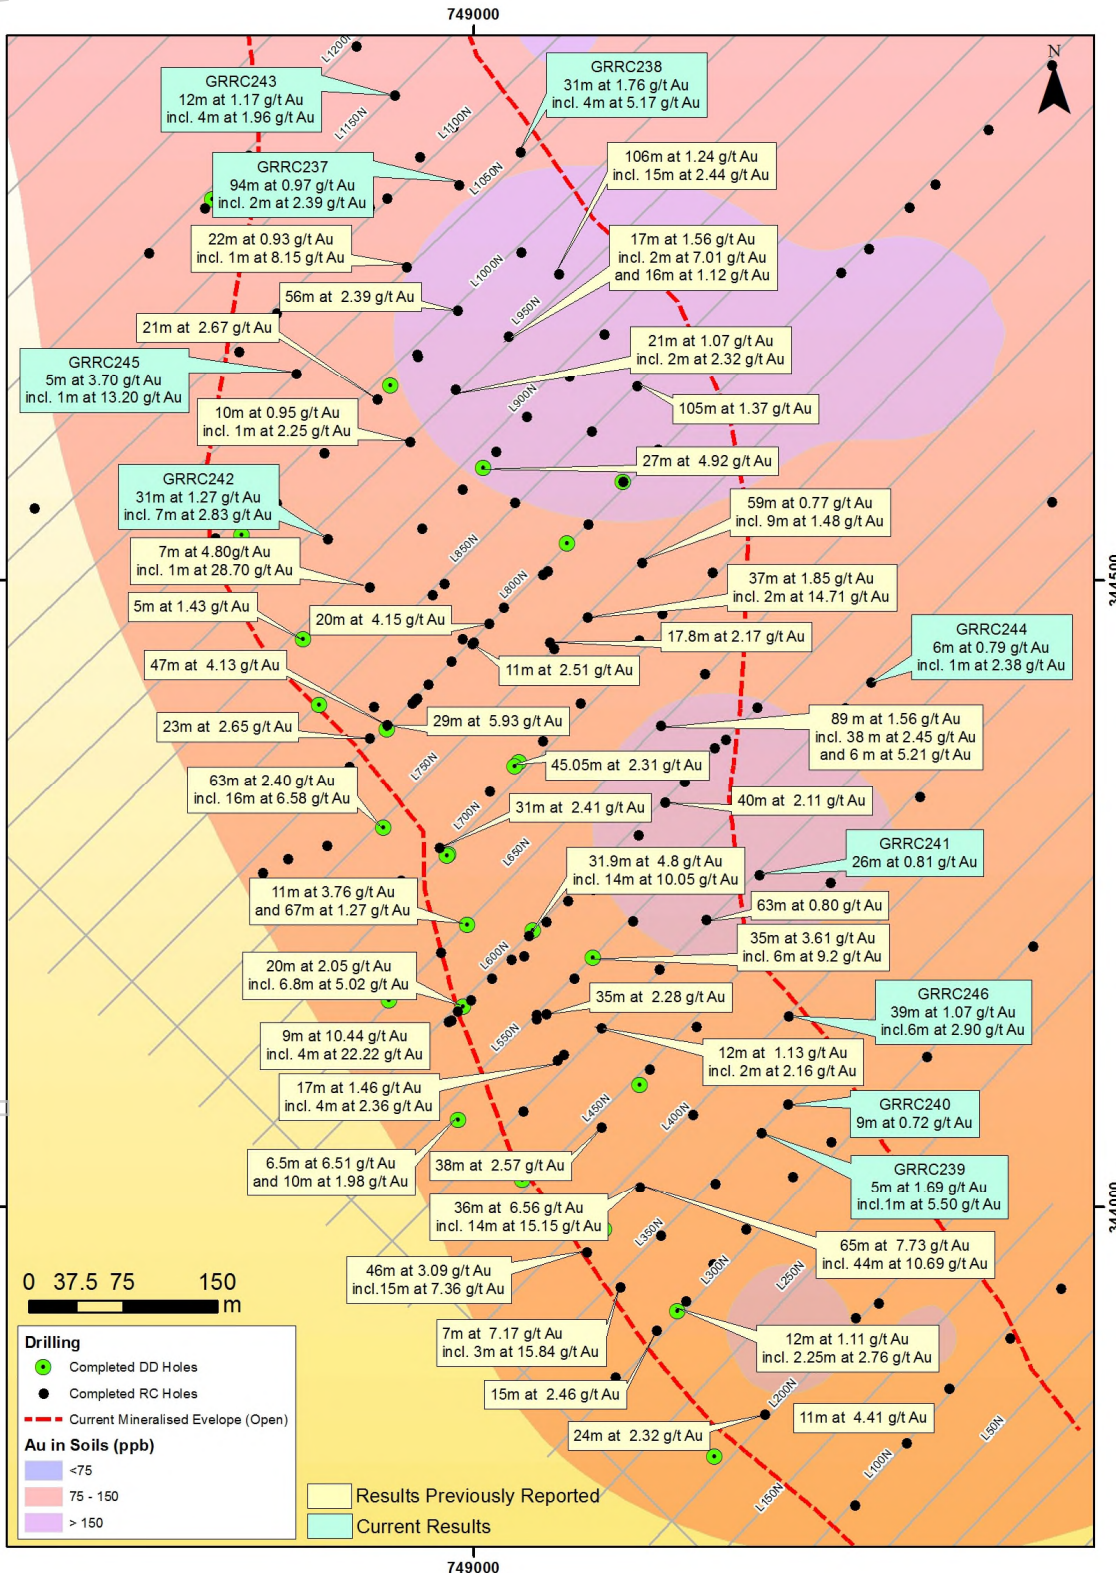 749000
L1200N
N
GRRC238
31m at 1.76 g/t Au
incl. 4m at 5.17 g/t Au
GRRC243
12m at 1.17 g/t Au
incl. 4m at 1.96 g/t Au
L1150N
L1100N
GRRC237
94m at 0.97 g/t Au
incl. 2m at 2.39 g/t Au
L1050N
106m at 1.24 g/t Au
incl. 15m at 2.44 g/t Au
22m at 0.93 g/t Au
incl. 1m at 8.15 g/t Au
17m at 1.56 g/t Au
incl. 2m at 7.01 g/t Au
and 16m at 1.12 g/t Au
L1000N
56m at 2.39 g/t Au
L950N
21m at 2.67 g/t Au
21m at 1.07 g/t Au
incl. 2m at 2.32 g/t Au
GRRC245
5m at 3.70 g/t Au
incl. 1m at 13.20 g/t Au
L900N
10m at 0.95 g/t Au
incl. 1m at 2.25 g/t Au
105m at 1.37 g/t Au
27m at 4.92 g/t Au
GRRC242
31m at 1.27 g/t Au
incl. 7m at 2.83 g/t Au
59m at 0.77 g/t Au
incl. 9m at 1.48 g/t Au
L850N
7m at 4.80g/t Au
incl. 1m at 28.70 g/t Au
L800N
37m at 1.85 g/t Au
incl. 2m at 14.71 g/t Au
344500
5m at 1.43 g/t Au
20m at 4.15 g/t Au
17.8m at 2.17 g/t Au
GRRC244
6m at 0.79 g/t Au
incl. 1m at 2.38 g/t Au
47m at 4.13 g/t Au
11m at 2.51 g/t Au
23m at 2.65 g/t Au
29m at 5.93 g/t Au
89 m at 1.56 g/t Au
incl. 38 m at 2.45 g/t Au
and 6 m at 5.21 g/t Au
L750N
45.05m at 2.31 g/t Au
63m at 2.40 g/t Au
incl. 16m at 6.58 g/t Au
L700N
31m at 2.41 g/t Au
40m at 2.11 g/t Au
L650N
GRRC241
26m at 0.81 g/t Au
31.9m at 4.8 g/t Au
incl. 14m at 10.05 g/t Au
11m at 3.76 g/t Au
and 67m at 1.27 g/t Au
63m at 0.80 g/t Au
35m at 3.61 g/t Au
incl. 6m at 9.2 g/t Au
L600N
20m at 2.05 g/t Au
incl. 6.8m at 5.02 g/t Au
35m at 2.28 g/t Au
GRRC246
39m at 1.07 g/t Au
incl.6m at 2.90 g/t Au
9m at 10.44 g/t Au
incl. 4m at 22.22 g/t Au
L550N
12m at 1.13 g/t Au
incl. 2m at 2.16 g/t Au
17m at 1.46 g/t Au
incl. 4m at 2.36 g/t Au
L450N
L400N
GRRC240
9m at 0.72 g/t Au
6.5m at 6.51 g/t Au
and 10m at 1.98 g/t Au
38m at 2.57 g/t Au
GRRC239
5m at 1.69 g/t Au
incl.1m at 5.50 g/t Au
344000
36m at 6.56 g/t Au
incl. 14m at 15.15 g/t Au
L350N
65m at 7.73 g/t Au
incl. 44m at 10.69 g/t Au
46m at 3.09 g/t Au
incl.15m at 7.36 g/t Au
L300N
L250N
0 37.5 75 150
m
7m at 7.17 g/t Au
incl. 3m at 15.84 g/t Au
12m at 1.11 g/t Au
incl. 2.25m at 2.76 g/t Au
15m at 2.46 g/t Au
L200N
11m at 4.41 g/t Au
24m at 2.32 g/t Au
L50N
L100N
L150N
Drilling
Completed DD Holes
Completed RC Holes
Current Mineralised Evelope (Open)
Au in Soils (ppb)
<75
75 - 150
> 150
Results Previously Reported
Current Results
749000